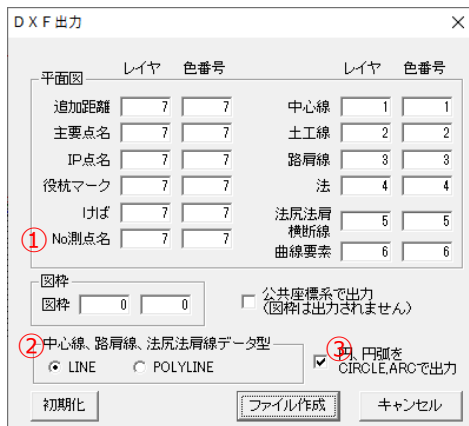 DXF出力
平面図
レイヤ 色番号 レイヤ 色番号
追加距離 7 7 中心線 1 1
主要点名 7 7 土工線 2 2
IP点名 7 7 路肩線 3 3
役杭マーク 7 7 法 4 4
けば 7 7 法尻法肩
横断線 5 5
① No測点名 7 7 曲線要素 6 6
図枠
図枠 0 0 公共座標系で出力
(図枠は出力されません)
② 中心線、路肩線、法尻法肩線データ型
LINE POLYLINE
③ 円、円弧を
CIRCLE,ARCで出力
初期化 ファイル作成 キャンセル